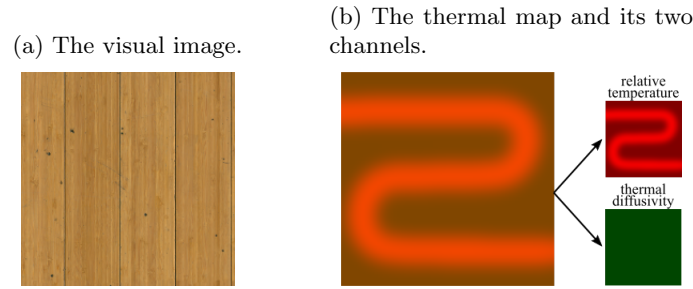 (a) The visual image.
(b) The thermal map and its two
channels.
relative
temperature
thermal
diffusivity